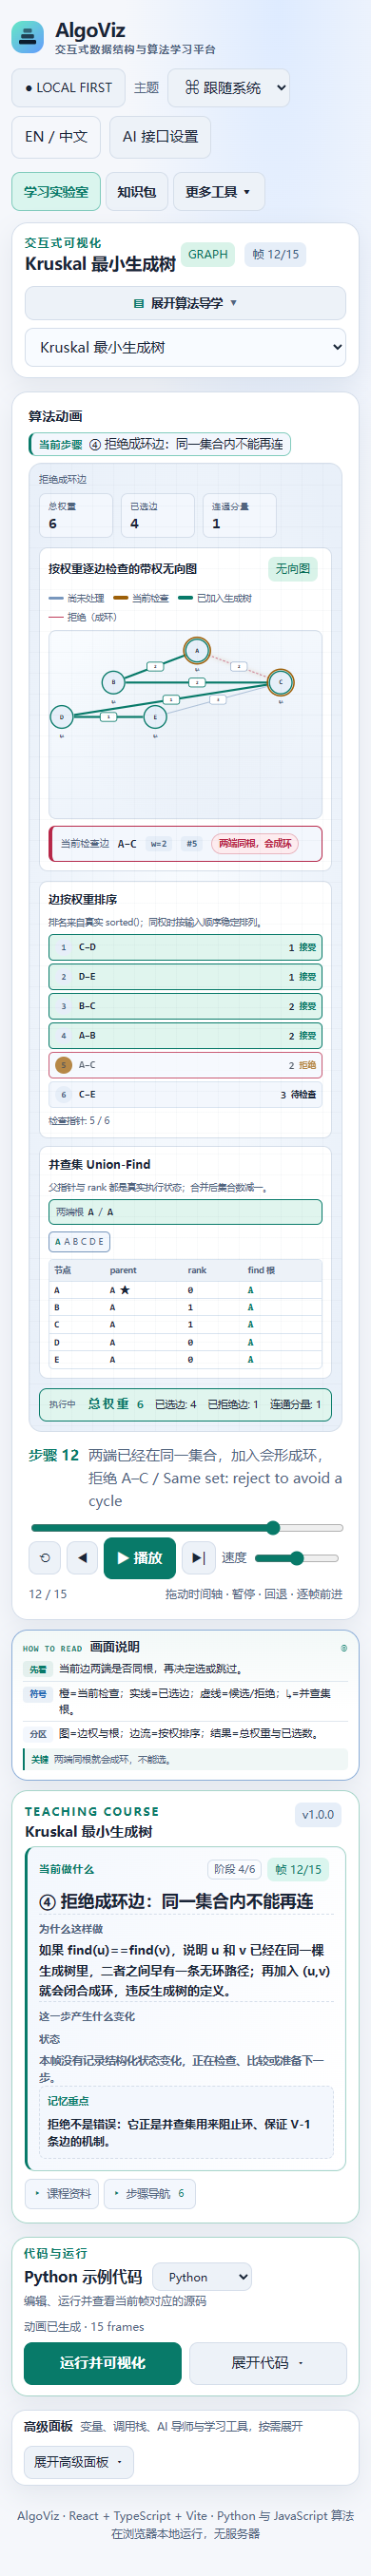 AlgoViz
交互式数据结构与算法学习平台
● LOCAL FIRST 主题 ⌘ 跟随系统
EN / 中文 AI 接口设置
学习实验室 知识包 更多工具 ▾
交互式可视化
Kruskal 最小生成树 GRAPH 帧 12/15
▤ 展开算法导学 ▼
Kruskal 最小生成树
算法动画
当前步骤 ④ 拒绝成环边：同一集合内不能再连
拒绝成环边
总权重 已选边 连通分量
6 4 1
按权重逐边检查的带权无向图 无向图
尚未处理 当前检查 已加入生成树
拒绝（成环）
A
B
C
D
E
当前检查边 A–C w=2 #5 两端同根，会成环
边按权重排序
排名来自真实 sorted()；同权时按输入顺序稳定排列。
1 C–D 1 接受
2 D–E 1 接受
3 B–C 2 接受
4 A–B 2 接受
5 A–C 2 拒绝
6 C–E 3 待检查
检查指针: 5 / 6
并查集 Union-Find
父指针与 rank 都是真实执行状态；合并后集合数减一。
两端根 A / A
A A B C D E
节点 parent rank find 根
A A ★ 0 A
B A 1 A
C A 1 A
D A 0 A
E A 0 A
执行中 总权重 6 已选边: 4 已拒绝边: 1 连通分量: 1
步骤 12 两端已经在同一集合，加入会形成环，
拒绝 A–C / Same set: reject to avoid a
cycle
⟲ ◀ ▶ 播放 ▶| 速度
12 / 15 拖动时间轴 · 暂停 · 回退 · 逐帧前进
HOW TO READ 画面说明
先看 当前边两端是否同根，再决定选或跳过。
符号 橙=当前检查；实线=已选边；虚线=候选/拒绝；↳=并查集
根。
分区 图=边权与根；边流=按权排序；结果=总权重与已选数。
关键 两端同根就会成环，不能选。
TEACHING COURSE v1.0.0
Kruskal 最小生成树
当前做什么 阶段 4/6 帧 12/15
④ 拒绝成环边：同一集合内不能再连
为什么这样做
如果 find(u)==find(v)，说明 u 和 v 已经在同一棵
生成树里，二者之间早有一条无环路径；再加入 (u,v)
就会闭合成环，违反生成树的定义。
这一步产生什么变化
状态
本帧没有记录结构化状态变化，正在检查、比较或准备下一
步。
记忆重点
拒绝不是错误：它正是并查集用来阻止环、保证 V-1
条边的机制。
‣ 课程资料 ‣ 步骤导航 6
代码与运行
Python 示例代码 Python
编辑、运行并查看当前帧对应的源码
动画已生成 · 15 frames
运行并可视化 展开代码
高级面板 变量、调用栈、AI 导师与学习工具，按需展开
展开高级面板
AlgoViz · React + TypeScript + Vite · Python 与 JavaScript 算法
在浏览器本地运行，无服务器